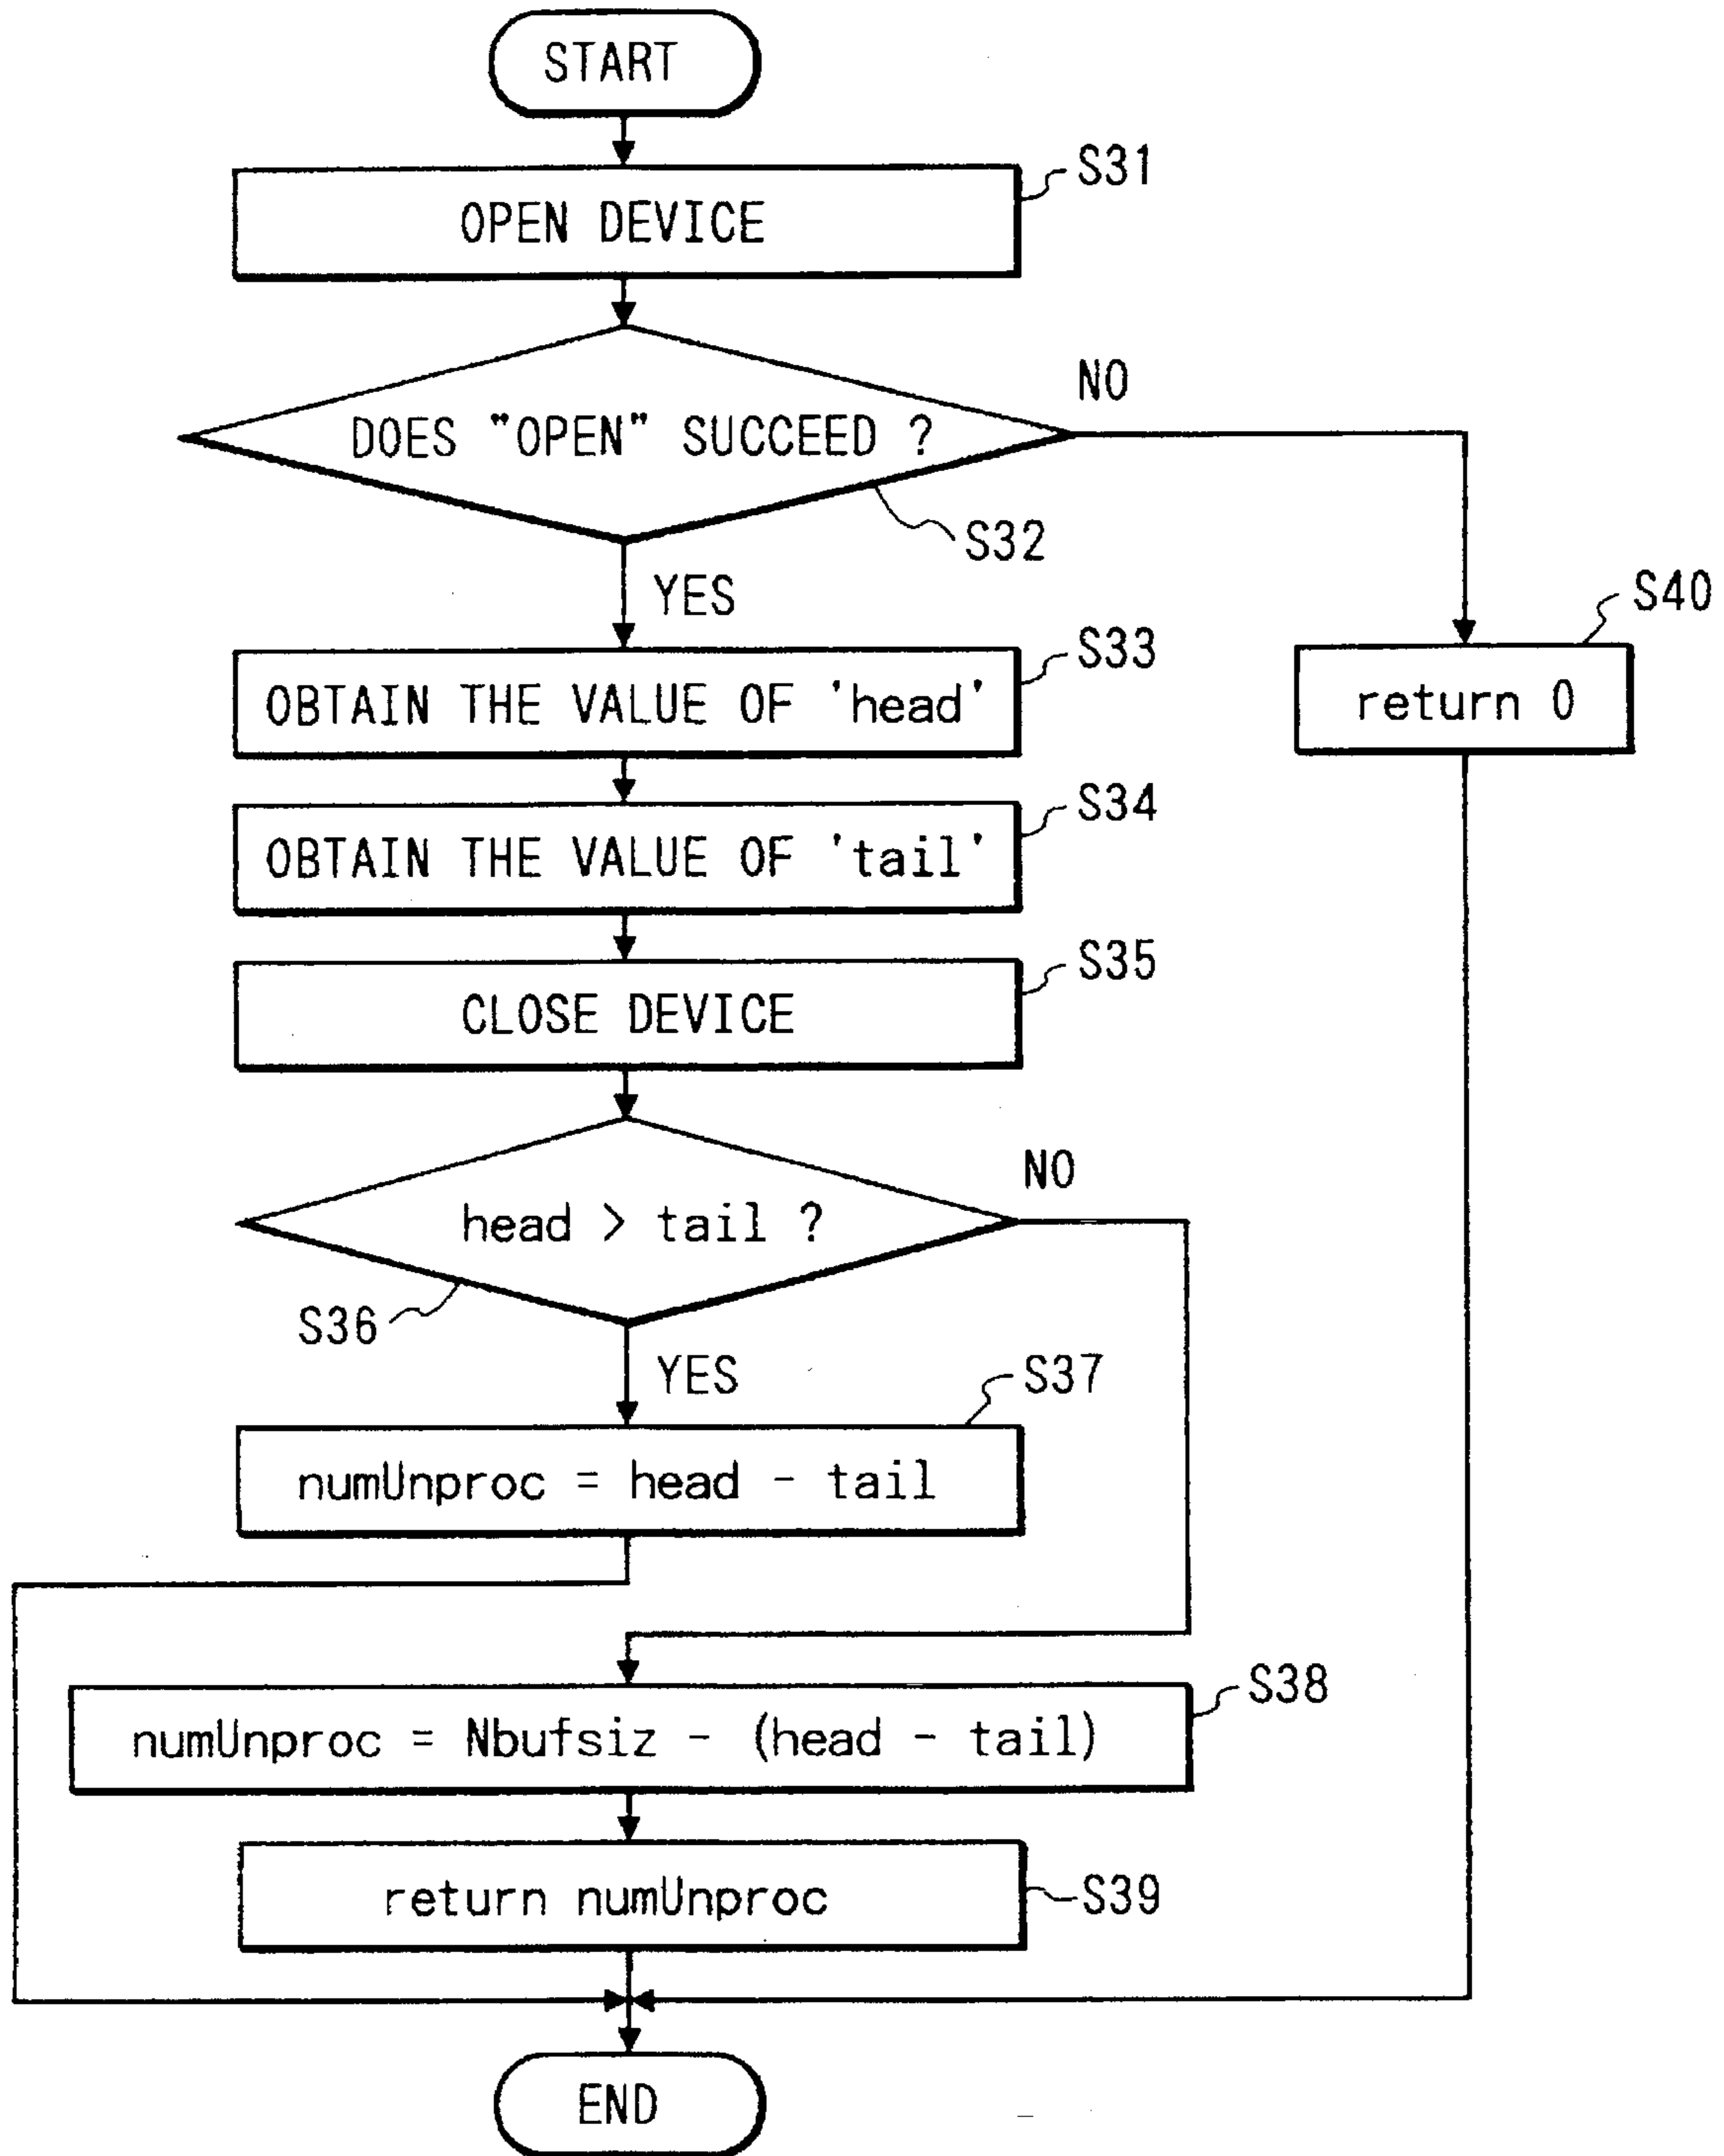 START
S31
OPEN DEVICE
NO
DOES "OPEN" SUCCEED ?
S32
YES
S40
S33
OBTAIN THE VALUE OF 'head'
return 0
S34
OBTAIN THE VALUE OF 'tail'
S35
CLOSE DEVICE
NO
head > tail ?
S36
YES
S37
numUnproc = head - tail
S38
numUnproc = Nbufsiz - (head - tail)
return numUnproc
S39
END